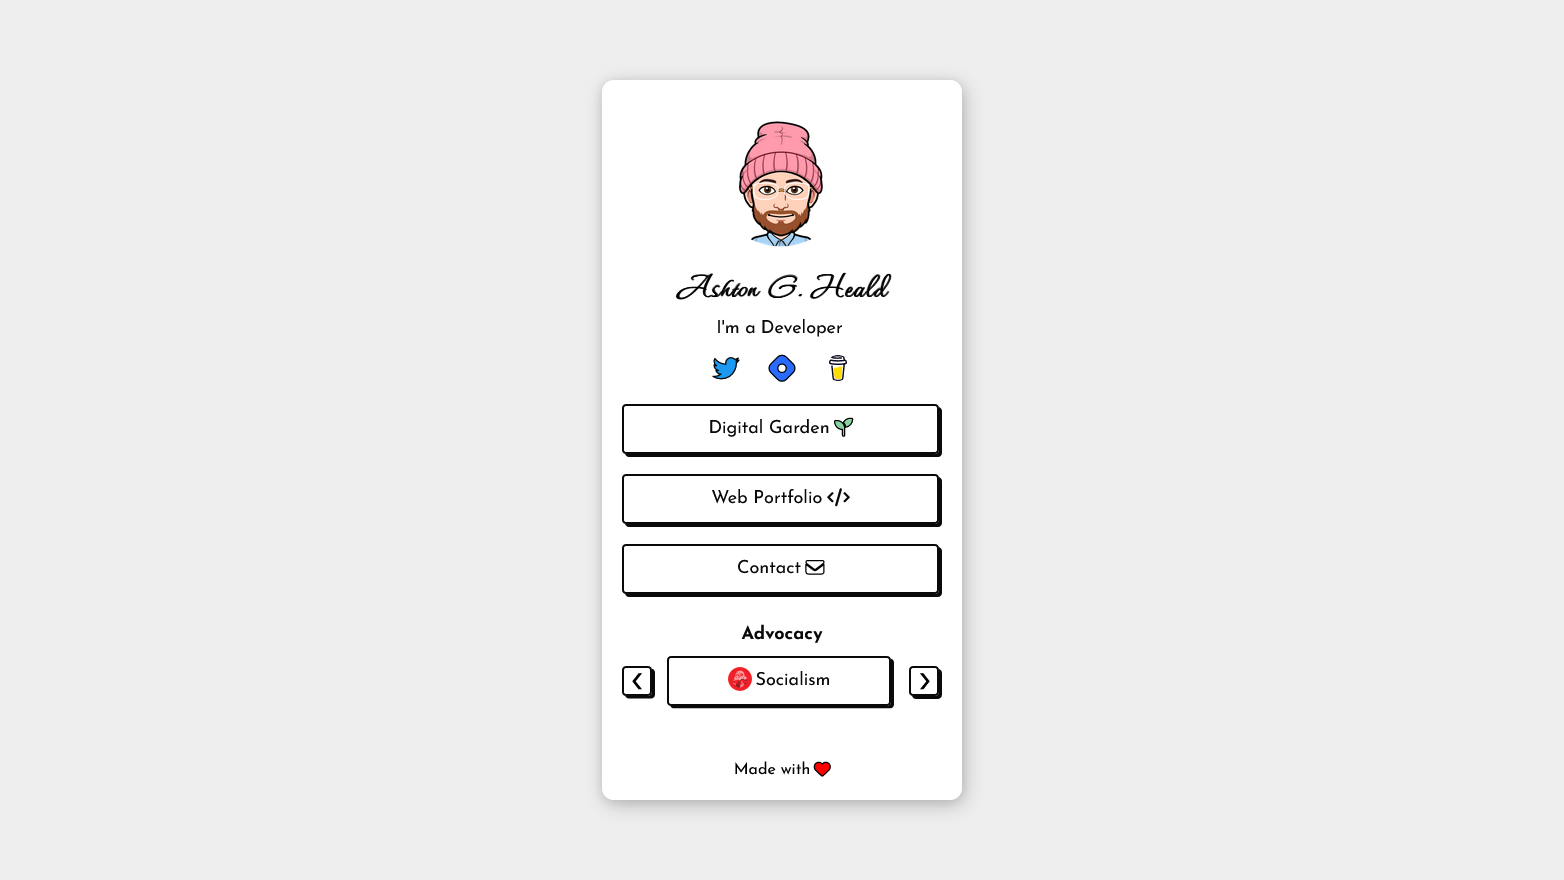 Ashton G. Heald
I'm a Developer
Digital Garden
Web Portfolio </>
Contact
Advocacy
Socialism
Made with